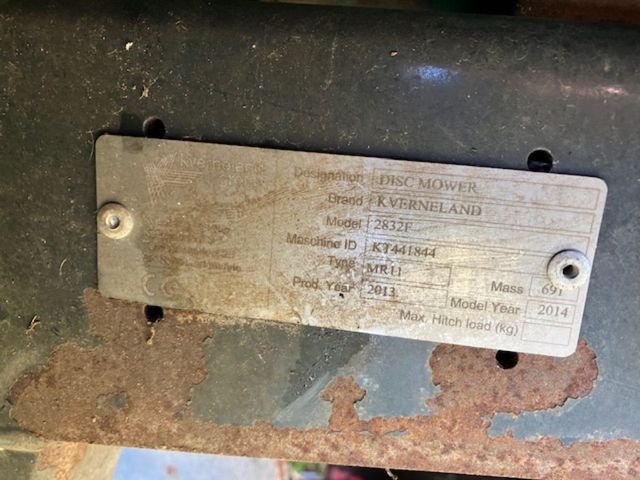 kverneland
Designation DISC MOWER
Brand KVERNELAND
Model 2832F
Maschine ID KT441844
Type MR11
Mass 691
Prod. Year 2013
Model Year 2014
Max. Hitch load (kg)
CE